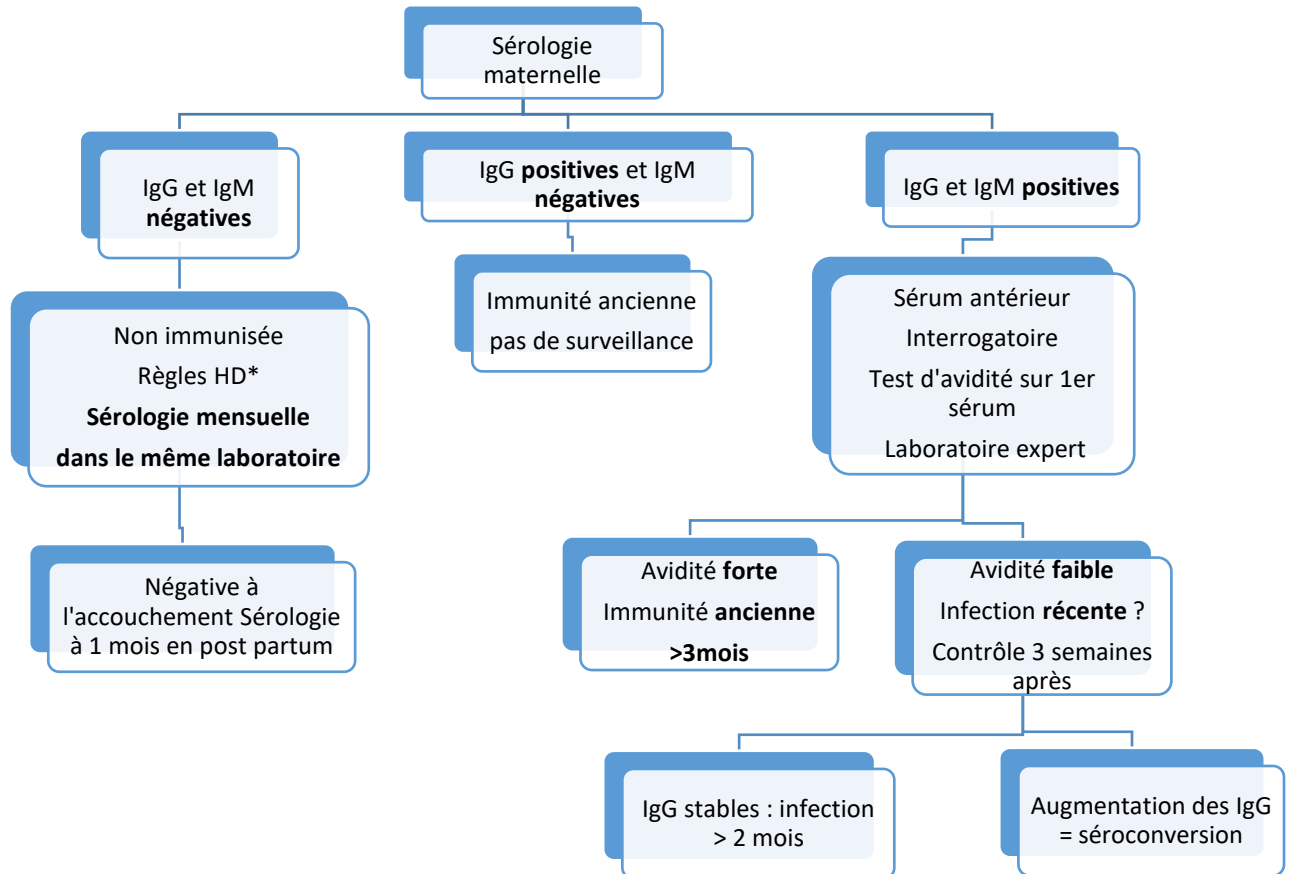 Sérologie
maternelle
IgG et IgM
négatives
IgG positives et IgM
négatives
IgG et IgM positives
Non immunisée
Règles HD*
Sérologie mensuelle
dans le même laboratoire
Immunité ancienne
pas de surveillance
Sérum antérieur
Interrogatoire
Test d'avidité sur 1er
sérum
Laboratoire expert
Négative à
l'accouchement Sérologie
à 1 mois en post partum
Avidité forte
Immunité ancienne
>3mois
Avidité faible
Infection récente ?
Contrôle 3 semaines
après
IgG stables : infection
> 2 mois
Augmentation des IgG
= séroconversion